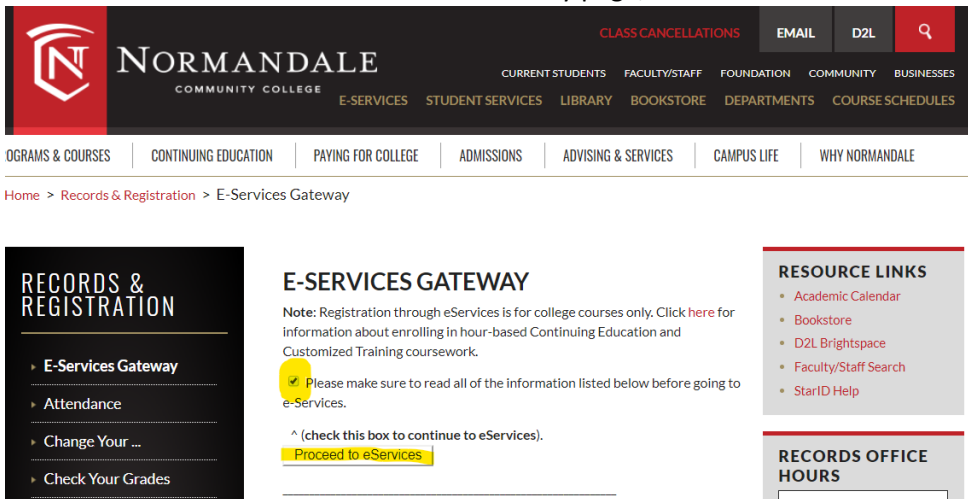 CLASS CANCELLATIONS EMAIL D2L
NORMANDALE
COMMUNITY COLLEGE
CURRENT STUDENTS FACULTY/STAFF FOUNDATION COMMUNITY BUSINESSES
E-SERVICES STUDENT SERVICES LIBRARY BOOKSTORE DEPARTMENTS COURSE SCHEDULES
OGRAMS & COURSES CONTINUING EDUCATION PAYING FOR COLLEGE ADMISSIONS ADVISING & SERVICES CAMPUS LIFE WHY NORMANDALE
Home > Records & Registration > E-Services Gateway
RECORDS &
REGISTRATION
E-Services Gateway
Attendance
Change Your ...
Check Your Grades
E-SERVICES GATEWAY
Note: Registration through eServices is for college courses only. Click here for
information about enrolling in hour-based Continuing Education and
Customized Training coursework.
Please make sure to read all of the information listed below before going to
e-Services.
^ (check this box to continue to eServices).
Proceed to eServices
RESOURCE LINKS
Academic Calendar
Bookstore
D2L Brightspace
Faculty/Staff Search
StarID Help
RECORDS OFFICE
HOURS